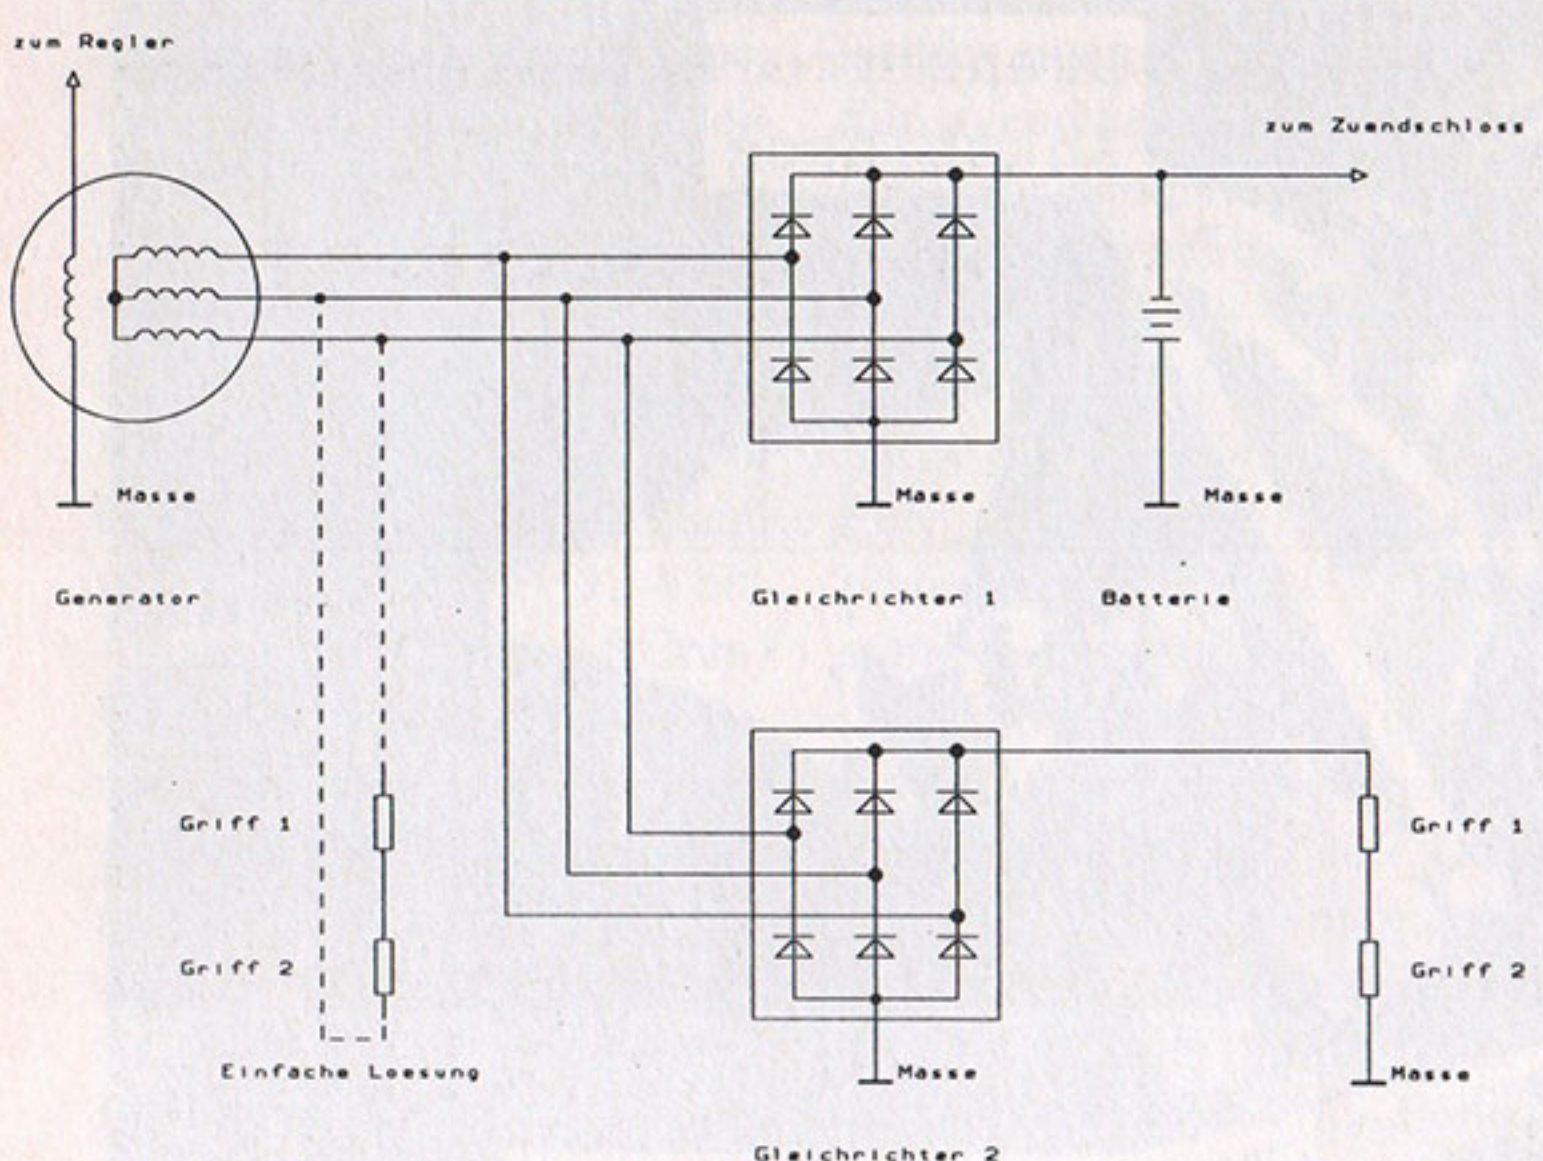 zum Regler
zum Zuendschloss
Masse
Masse
Masse
Generator
Gleichrichter 1
Batterie
Griff 1
Griff 1
Griff 2
Griff 2
Einfache Loesung
Masse
Masse
Gleichrichter 2